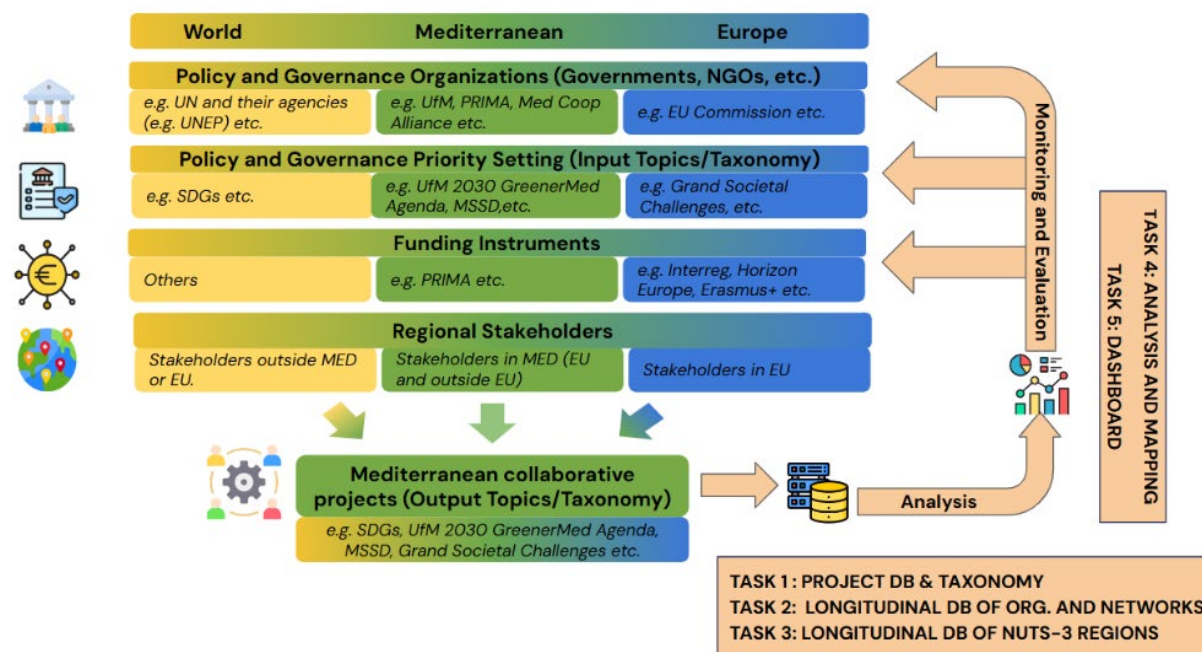 World Mediterranean Europe
Policy and Governance Organizations (Governments, NGOs, etc.)
e.g. UN and their agencies
(e.g. UNEP) etc.
e.g. UfM, PRIMA, Med Coop
Alliance etc.
e.g. EU Commission etc.
Policy and Governance Priority Setting (Input Topics/Taxonomy)
e.g. SDGs etc.
e.g. UfM 2030 GreenerMed
Agenda, MSSD,etc.
e.g. Grand Societal
Challenges, etc.
Funding Instruments
Others
e.g. PRIMA etc.
e.g. Interreg, Horizon
Europe, Erasmus+ etc.
Regional Stakeholders
Stakeholders outside MED
or EU.
Stakeholders in MED (EU
and outside EU)
Stakeholders in EU
Mediterranean collaborative
projects (Output Topics/Taxonomy)
e.g. SDGs, UfM 2030 GreenerMed Agenda,
MSSD, Grand Societal Challenges etc.
Analysis
Monitoring and Evaluation
TASK 4: ANALYSIS AND MAPPING
TASK 5: DASHBOARD
TASK 1 : PROJECT DB & TAXONOMY
TASK 2: LONGITUDINAL DB OF ORG. AND NETWORKS
TASK 3: LONGITUDINAL DB OF NUTS-3 REGIONS